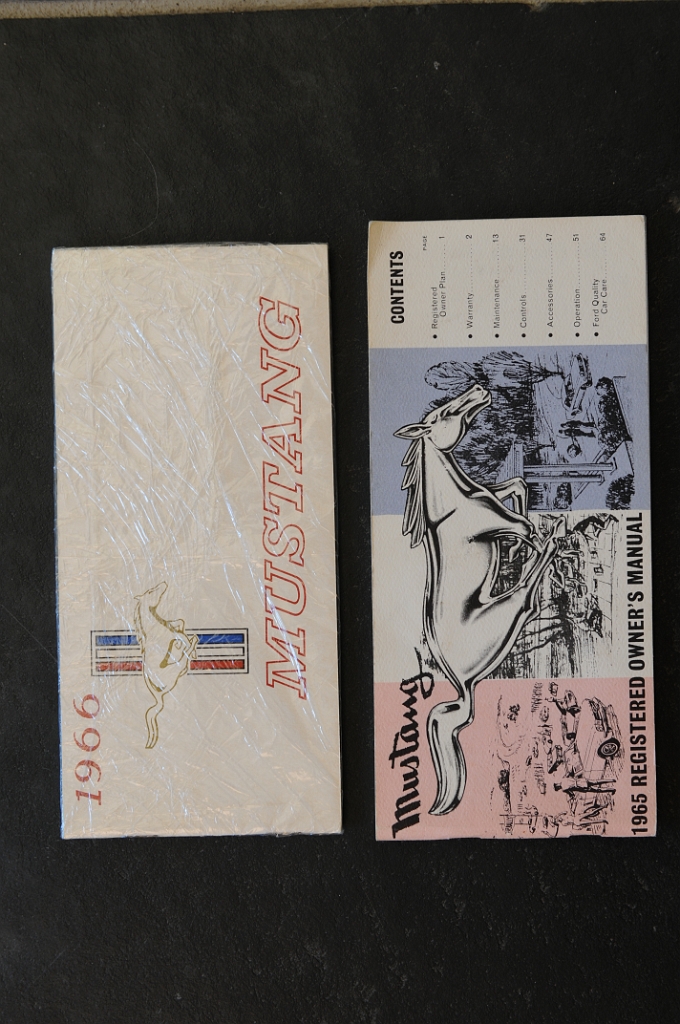 1966
MUSTANG
Mustang
1965 REGISTERED OWNER'S MANUAL
CONTENTS
PAGE
• Registered
Owner Plan ..... 1
• Warranty ............ 2
• Maintenance ....... 13
• Controls ............ 31
• Accessories ........ 47
• Operation ........... 51
• Ford Quality
Car Care ........ 64